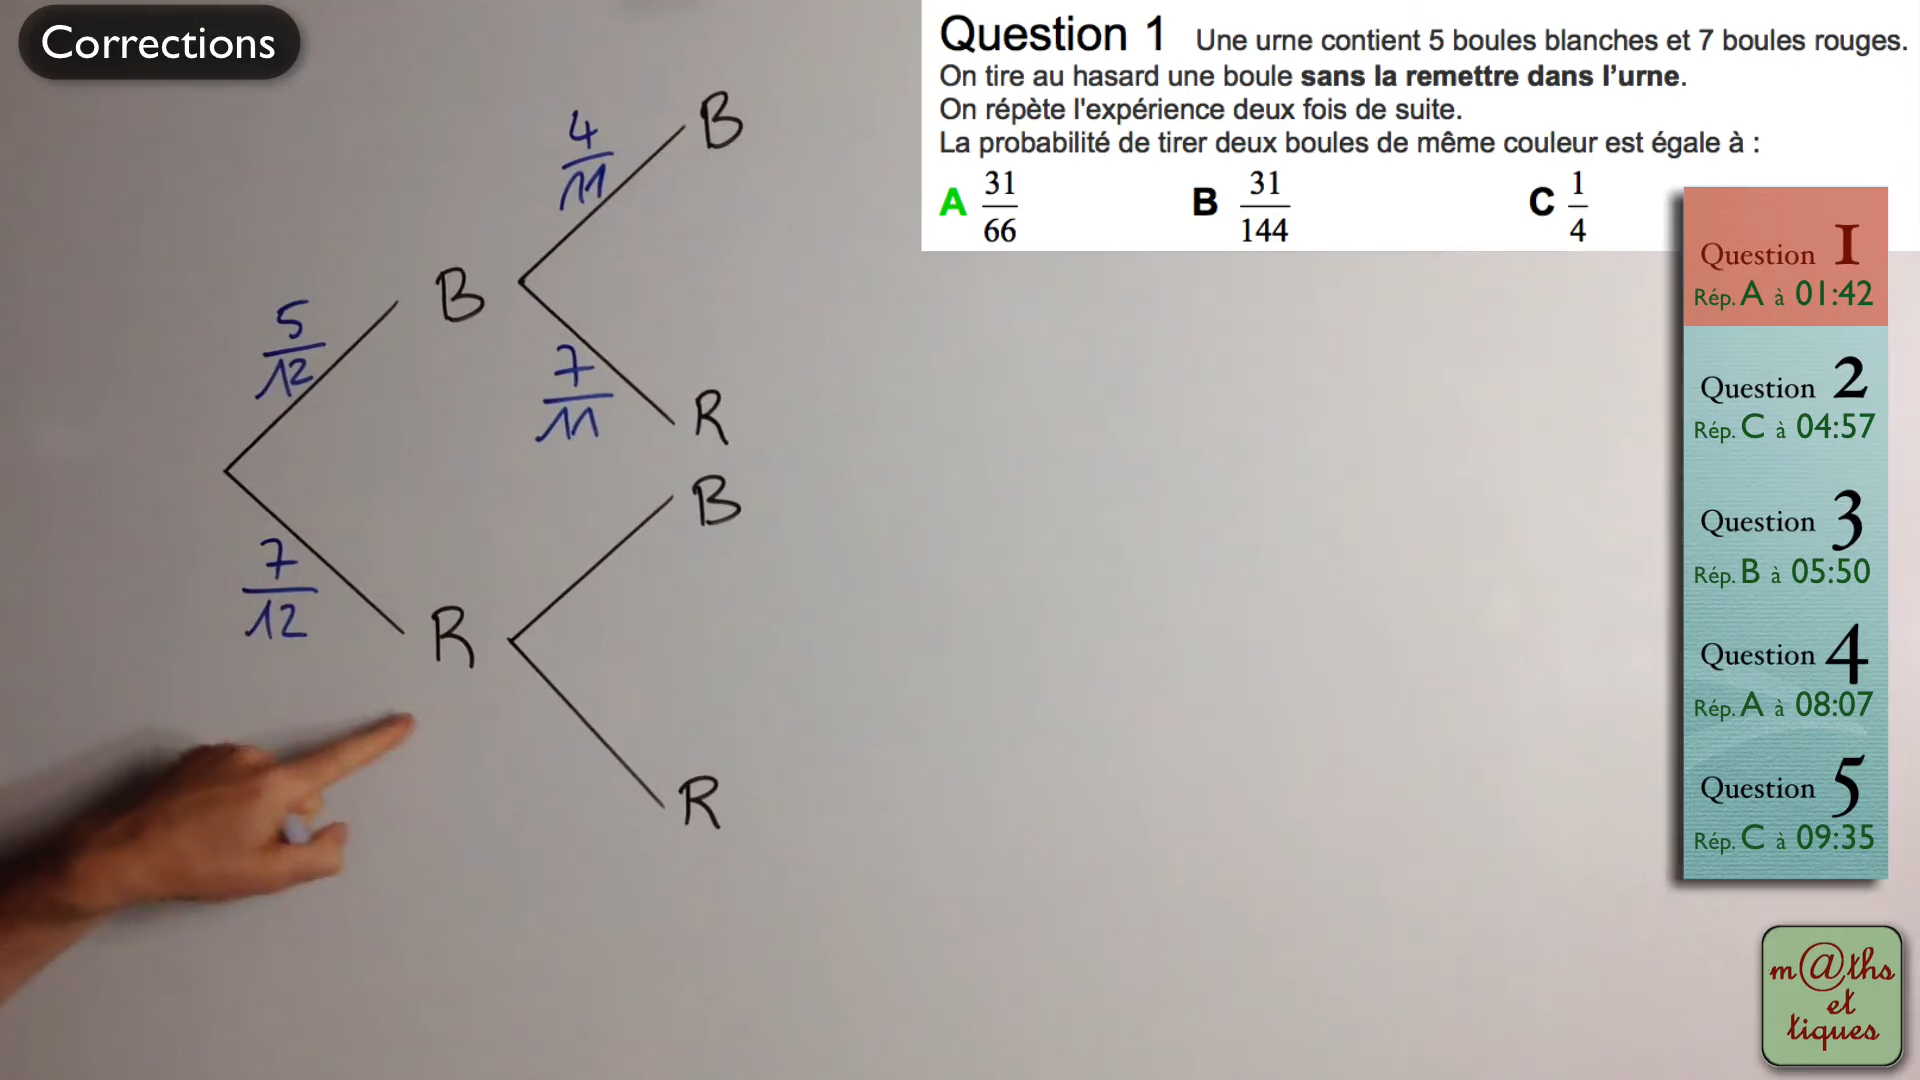 Corrections
Question 1 Une urne contient 5 boules blanches et 7 boules rouges.
On tire au hasard une boule sans la remettre dans l’urne.
On répète l'expérience deux fois de suite.
La probabilité de tirer deux boules de même couleur est égale à :
A 31/66 B 31/144 C 1/4
B
4/11
B
5/12
7/11
R
B
7/12
R
R
Question 1
Rép. A à 01:42
Question 2
Rép. C à 04:57
Question 3
Rép. B à 05:50
Question 4
Rép. A à 08:07
Question 5
Rép. C à 09:35
m@ths
et
tiques